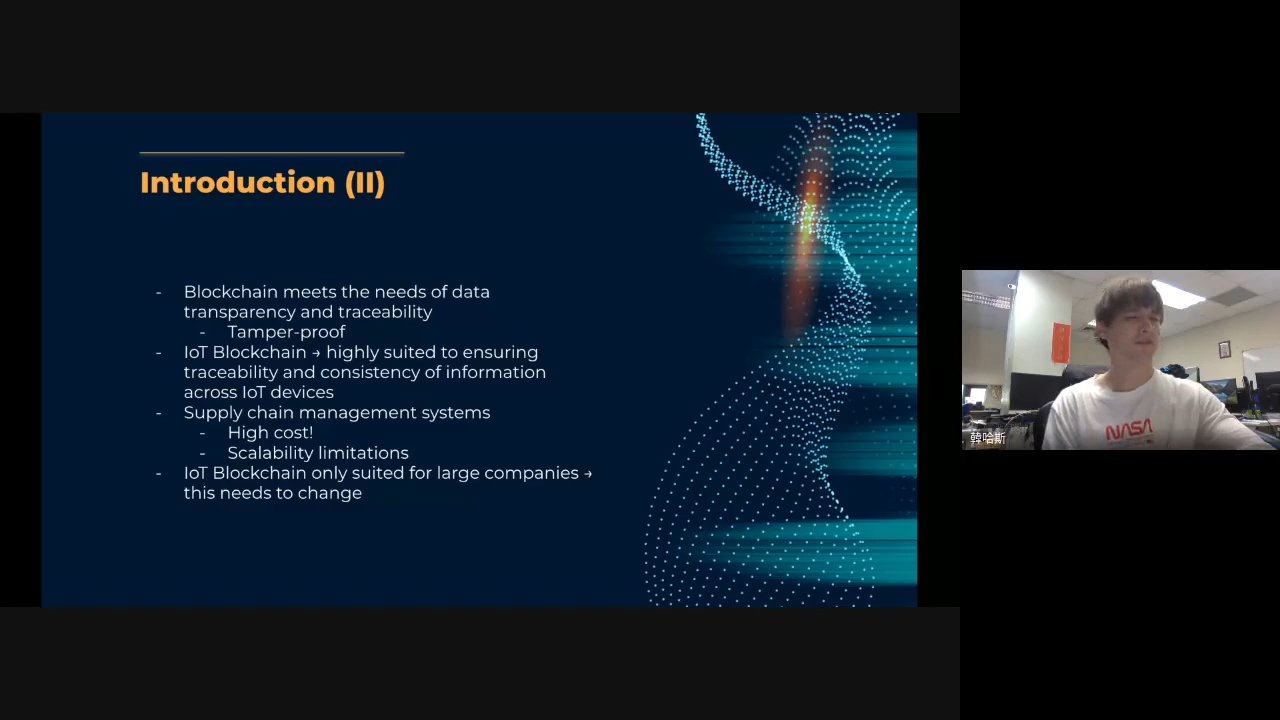 Introduction (II)
- Blockchain meets the needs of data
transparency and traceability
- Tamper-proof
- IoT Blockchain → highly suited to ensuring
traceability and consistency of information
across IoT devices
- Supply chain management systems
- High cost!
- Scalability limitations
- IoT Blockchain only suited for large companies →
this needs to change
NASA
韓哈斯